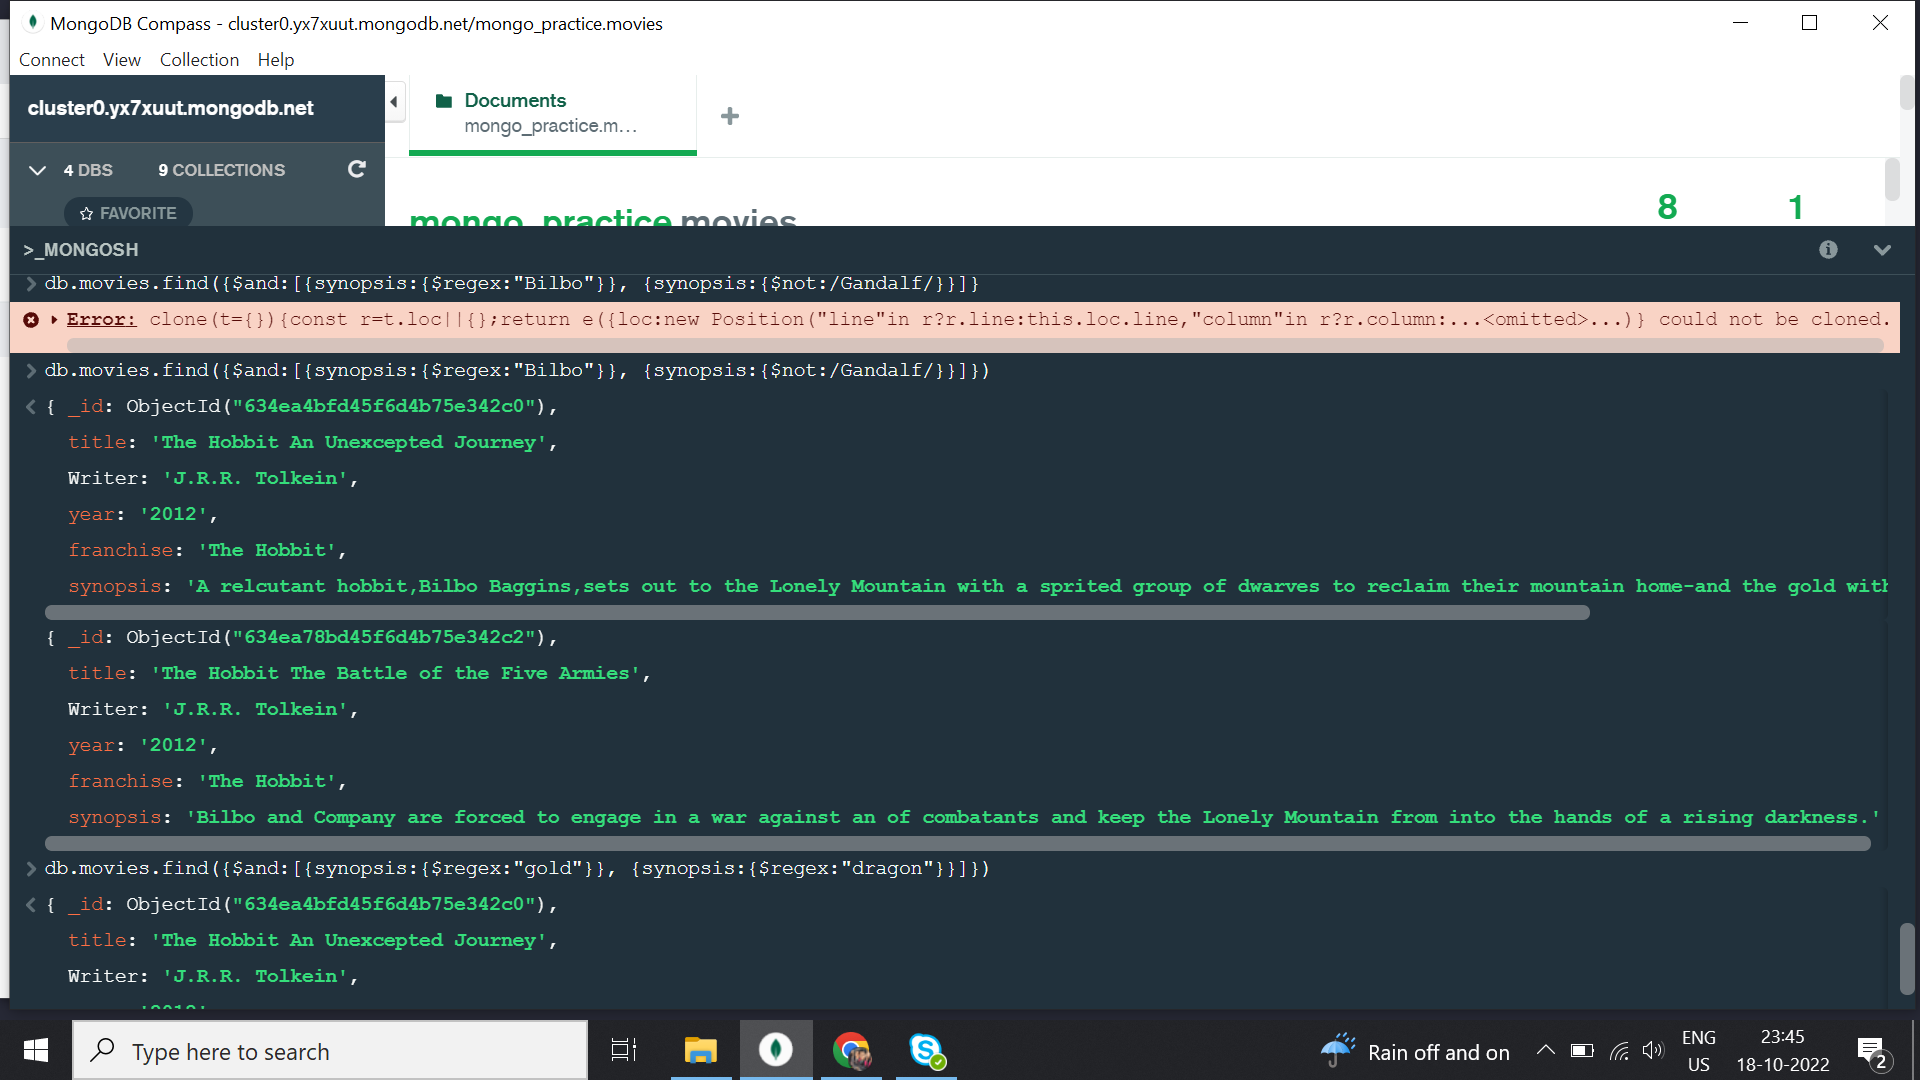 MongoDB Compass - cluster0.yx7xuut.mongodb.net/mongo_practice.movies
Connect View Collection Help
cluster0.yx7xuut.mongodb.net
Documents
mongo_practice.m...
4 DBS 9 COLLECTIONS
FAVORITE
mongo_practice.movies
8 1
>_MONGOSH
db.movies.find({$and:[{synopsis:{$regex:"Bilbo"}}, {synopsis:{$not:/Gandalf/}}]}
Error: clone(t={}){const r=t.loc||{};return e({loc:new Position("line"in r?r.line:this.loc.line,"column"in r?r.column:...<omitted>...)} could not be cloned.
db.movies.find({$and:[{synopsis:{$regex:"Bilbo"}}, {synopsis:{$not:/Gandalf/}}]})
{ _id: ObjectId("634ea4bfd45f6d4b75e342c0"),
title: 'The Hobbit An Unexcepted Journey',
Writer: 'J.R.R. Tolkein',
year: '2012',
franchise: 'The Hobbit',
synopsis: 'A relcutant hobbit,Bilbo Baggins,sets out to the Lonely Mountain with a sprited group of dwarves to reclaim their mountain home-and the gold with
{ _id: ObjectId("634ea78bd45f6d4b75e342c2"),
title: 'The Hobbit The Battle of the Five Armies',
Writer: 'J.R.R. Tolkein',
year: '2012',
franchise: 'The Hobbit',
synopsis: 'Bilbo and Company are forced to engage in a war against an of combatants and keep the Lonely Mountain from into the hands of a rising darkness.'
db.movies.find({$and:[{synopsis:{$regex:"gold"}}, {synopsis:{$regex:"dragon"}}]})
{ _id: ObjectId("634ea4bfd45f6d4b75e342c0"),
title: 'The Hobbit An Unexcepted Journey',
Writer: 'J.R.R. Tolkein',
Type here to search
Rain off and on
ENG
US
23:45
18-10-2022
2